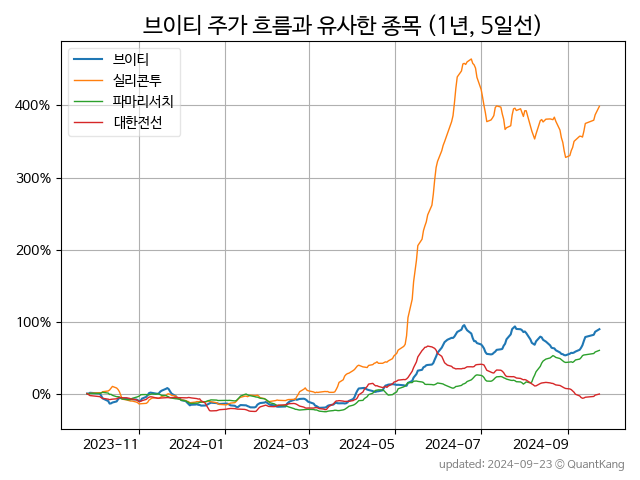 브이티 주가 흐름과 유사한 종목 (1년, 5일선)
브이티
실리콘투
파마리서치
대한전선
400%
300%
200%
100%
0%
2023-11 2024-01 2024-03 2024-05 2024-07 2024-09
updated: 2024-09-23 © QuantKang